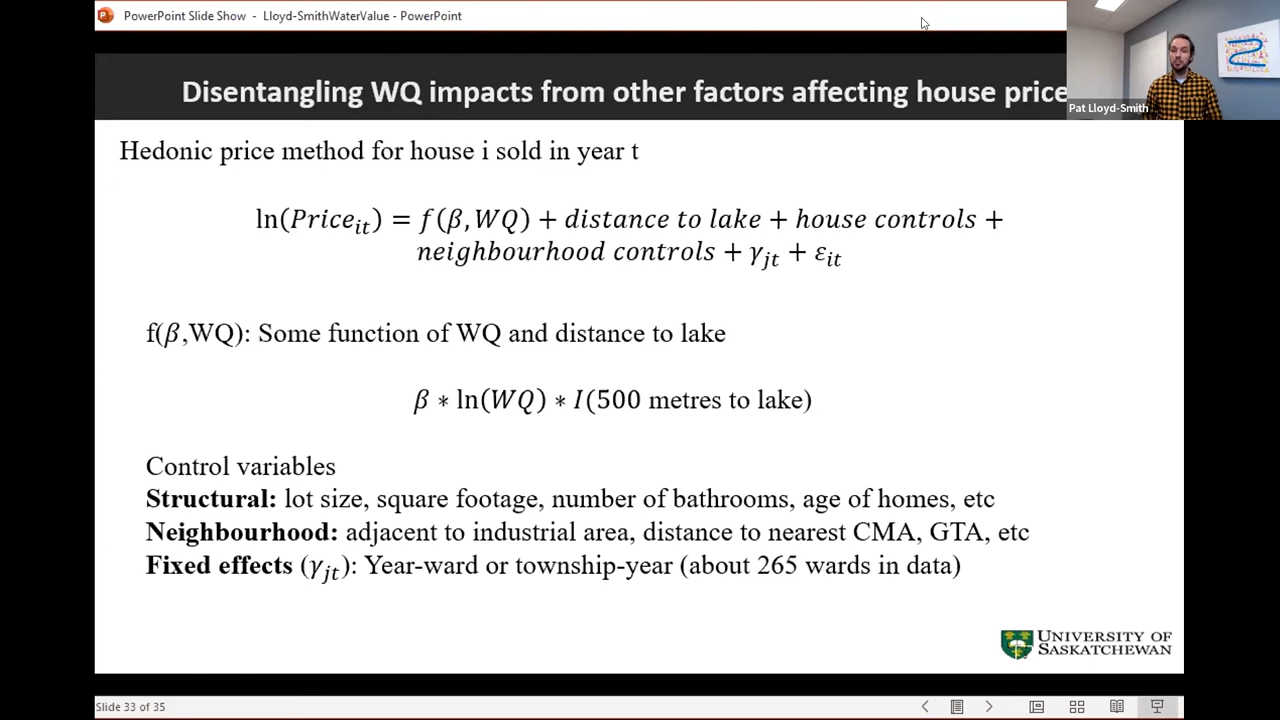 PowerPoint Slide Show - Lloyd-SmithWaterValue - PowerPoint
Disentangling WQ impacts from other factors affecting house price
Pat Lloyd-Smith
Hedonic price method for house i sold in year t
ln(Price_it) = f(β, WQ) + distance to lake + house controls +
neighbourhood controls + γ_jt + ε_it
f(β,WQ): Some function of WQ and distance to lake
β ∗ ln(WQ) ∗ I(500 metres to lake)
Control variables
Structural: lot size, square footage, number of bathrooms, age of homes, etc
Neighbourhood: adjacent to industrial area, distance to nearest CMA, GTA, etc
Fixed effects (γ_jt): Year-ward or township-year (about 265 wards in data)
UNIVERSITY OF
SASKATCHEWAN
Slide 33 of 35